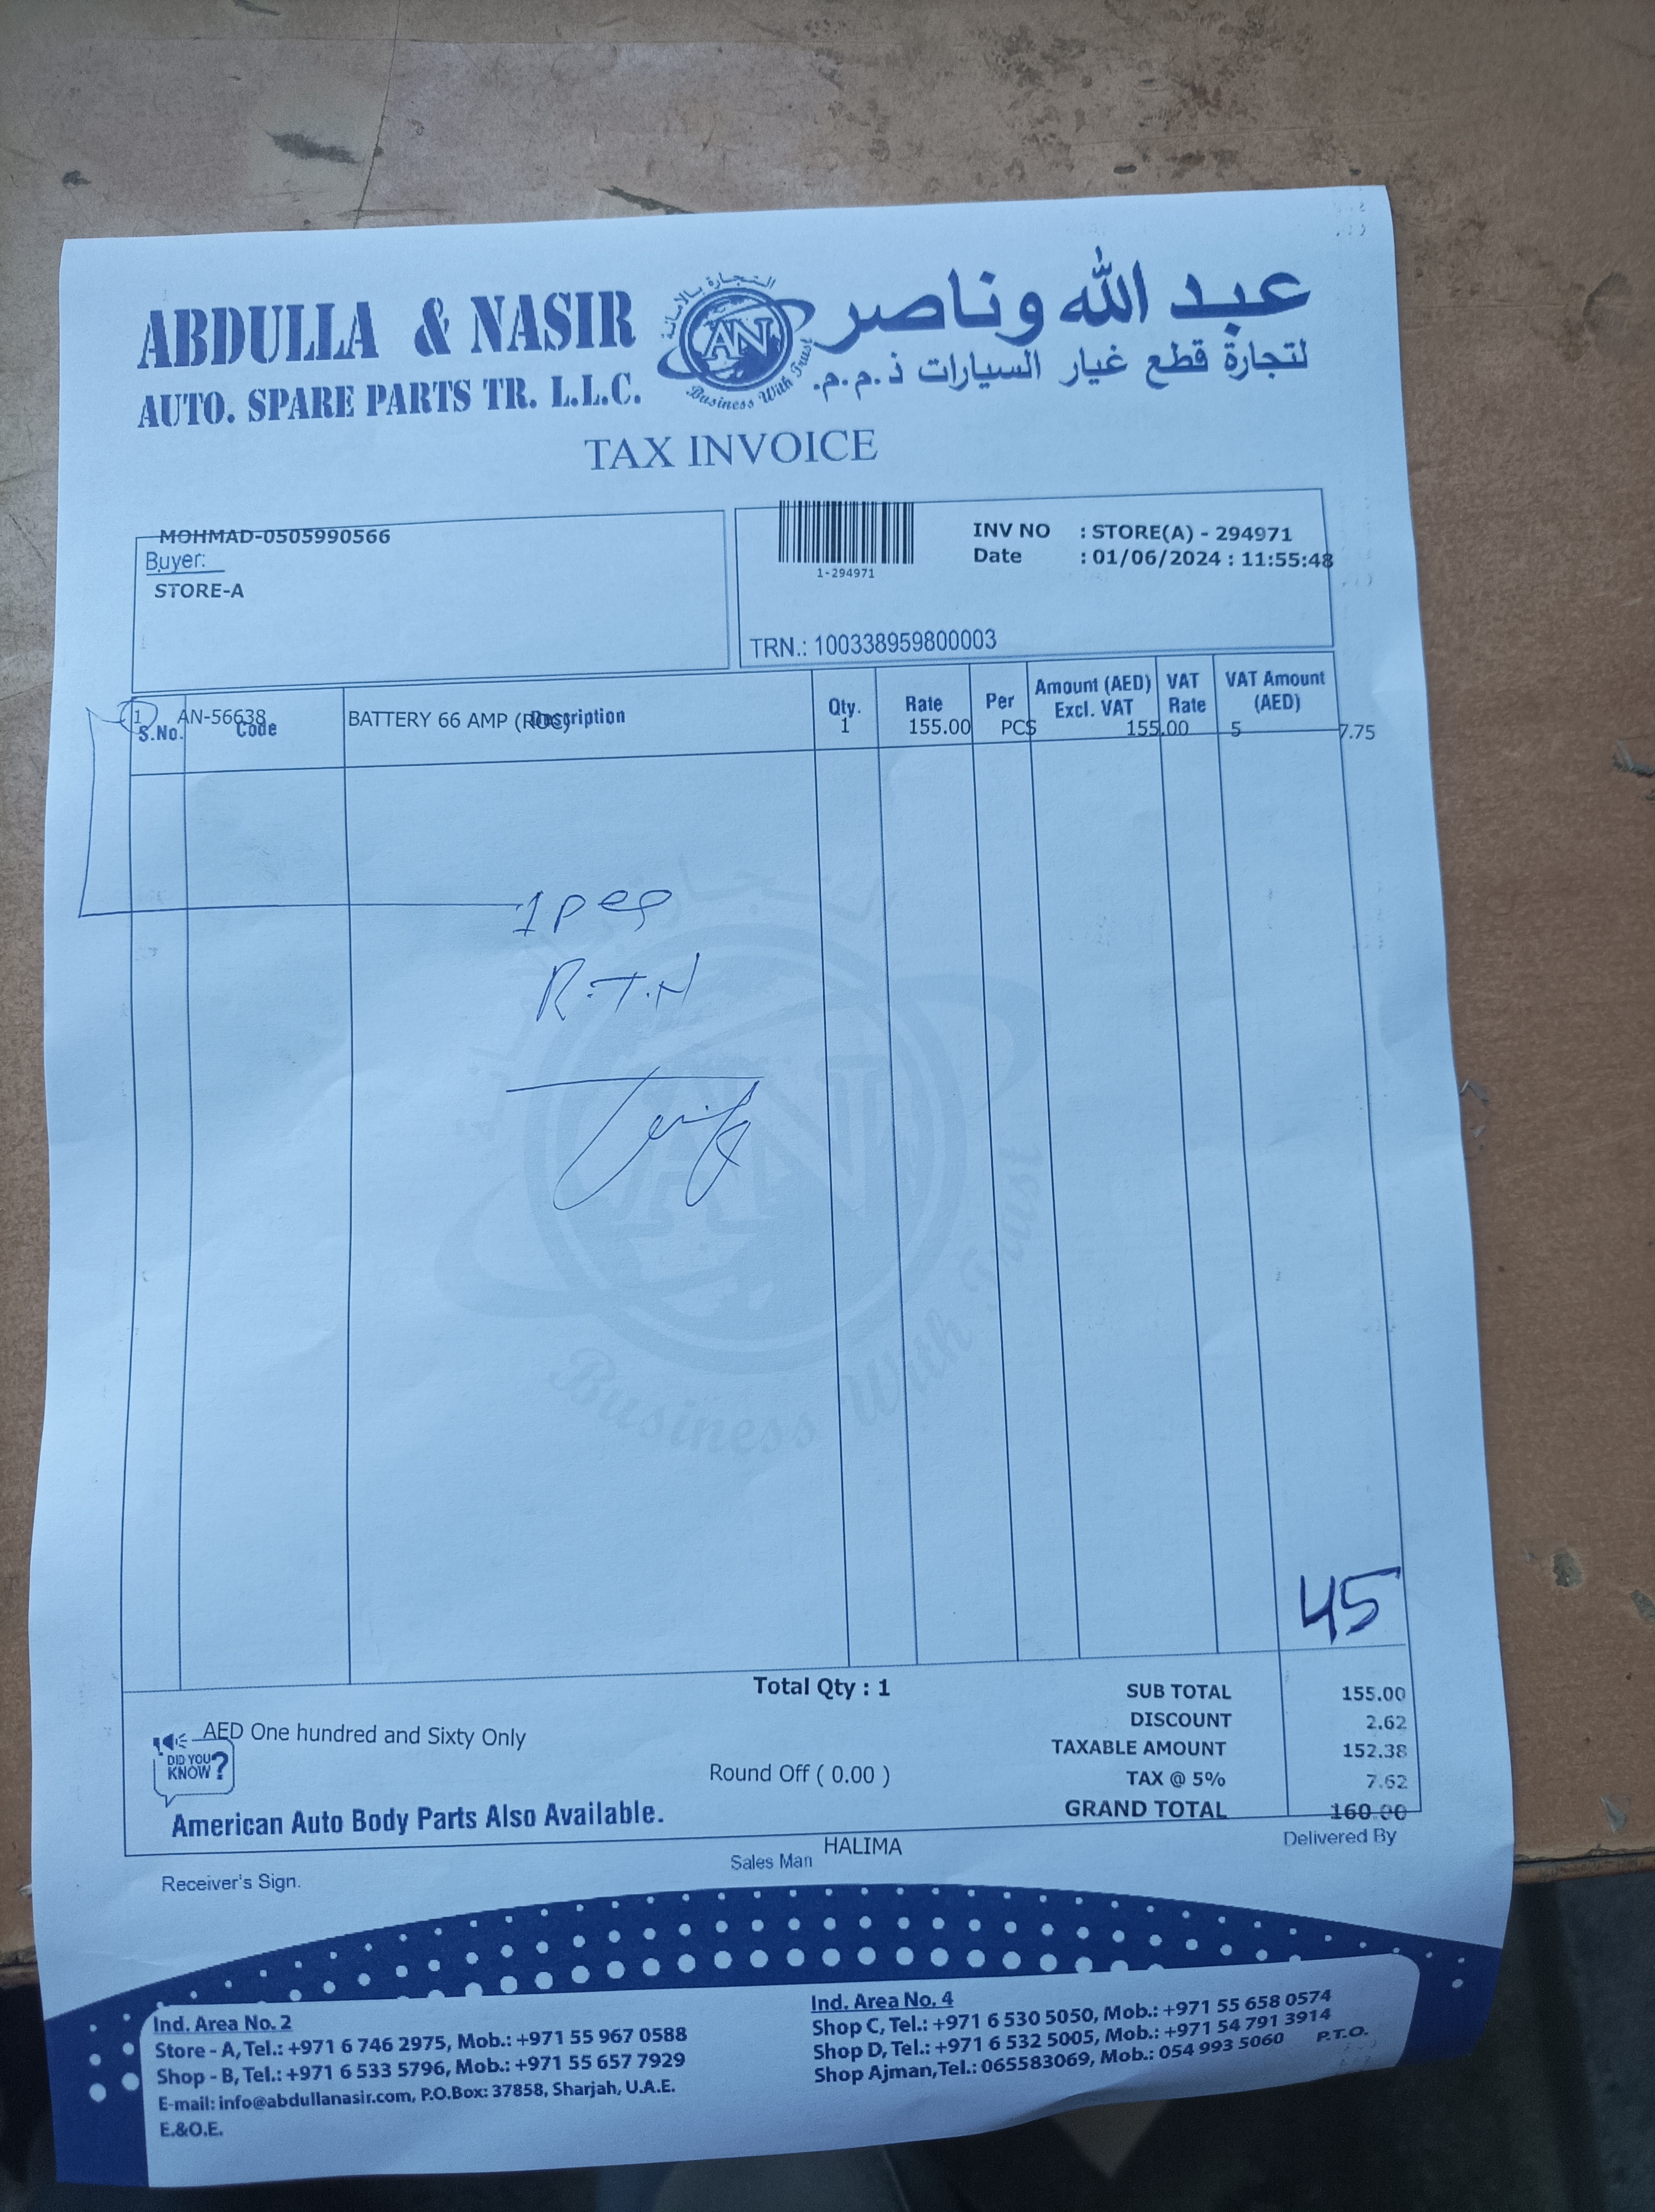 ABDULLA & NASIR
AUTO. SPARE PARTS TR. L.L.C.
التجارة بالامانة
AN
Business With Trust
عبد الله وناصر
لتجارة قطع غيار السيارات ذ.م.م.
TAX INVOICE
MOHMAD-0505990566
Buyer:
STORE-A
1-294971
INV NO : STORE(A) - 294971
Date : 01/06/2024 : 11:55:48
TRN.: 100338959800003
S.No. Code Description Qty. Rate Per Amount (AED) Excl. VAT VAT Rate VAT Amount (AED)
1 AN-56638 BATTERY 66 AMP (ROC) 1 155.00 PCS 155.00 5 7.75
1 pes
R.T.N
AN
Business With Trust
45
Total Qty : 1
SUB TOTAL 155.00
DISCOUNT 2.62
AED One hundred and Sixty Only
TAXABLE AMOUNT 152.38
DID YOU KNOW ?
Round Off ( 0.00 )
TAX @ 5% 7.62
American Auto Body Parts Also Available.
GRAND TOTAL 160.00
Receiver's Sign.
Sales Man HALIMA
Delivered By
Ind. Area No. 2
Store - A, Tel.: +971 6 746 2975, Mob.: +971 55 967 0588
Shop - B, Tel.: +971 6 533 5796, Mob.: +971 55 657 7929
E-mail: info@abdullanasir.com, P.O.Box: 37858, Sharjah, U.A.E.
E.&O.E.
Ind. Area No. 4
Shop C, Tel.: +971 6 530 5050, Mob.: +971 55 658 0574
Shop D, Tel.: +971 6 532 5005, Mob.: +971 54 791 3914
Shop Ajman,Tel.: 065583069, Mob.: 054 993 5060
P.T.O.